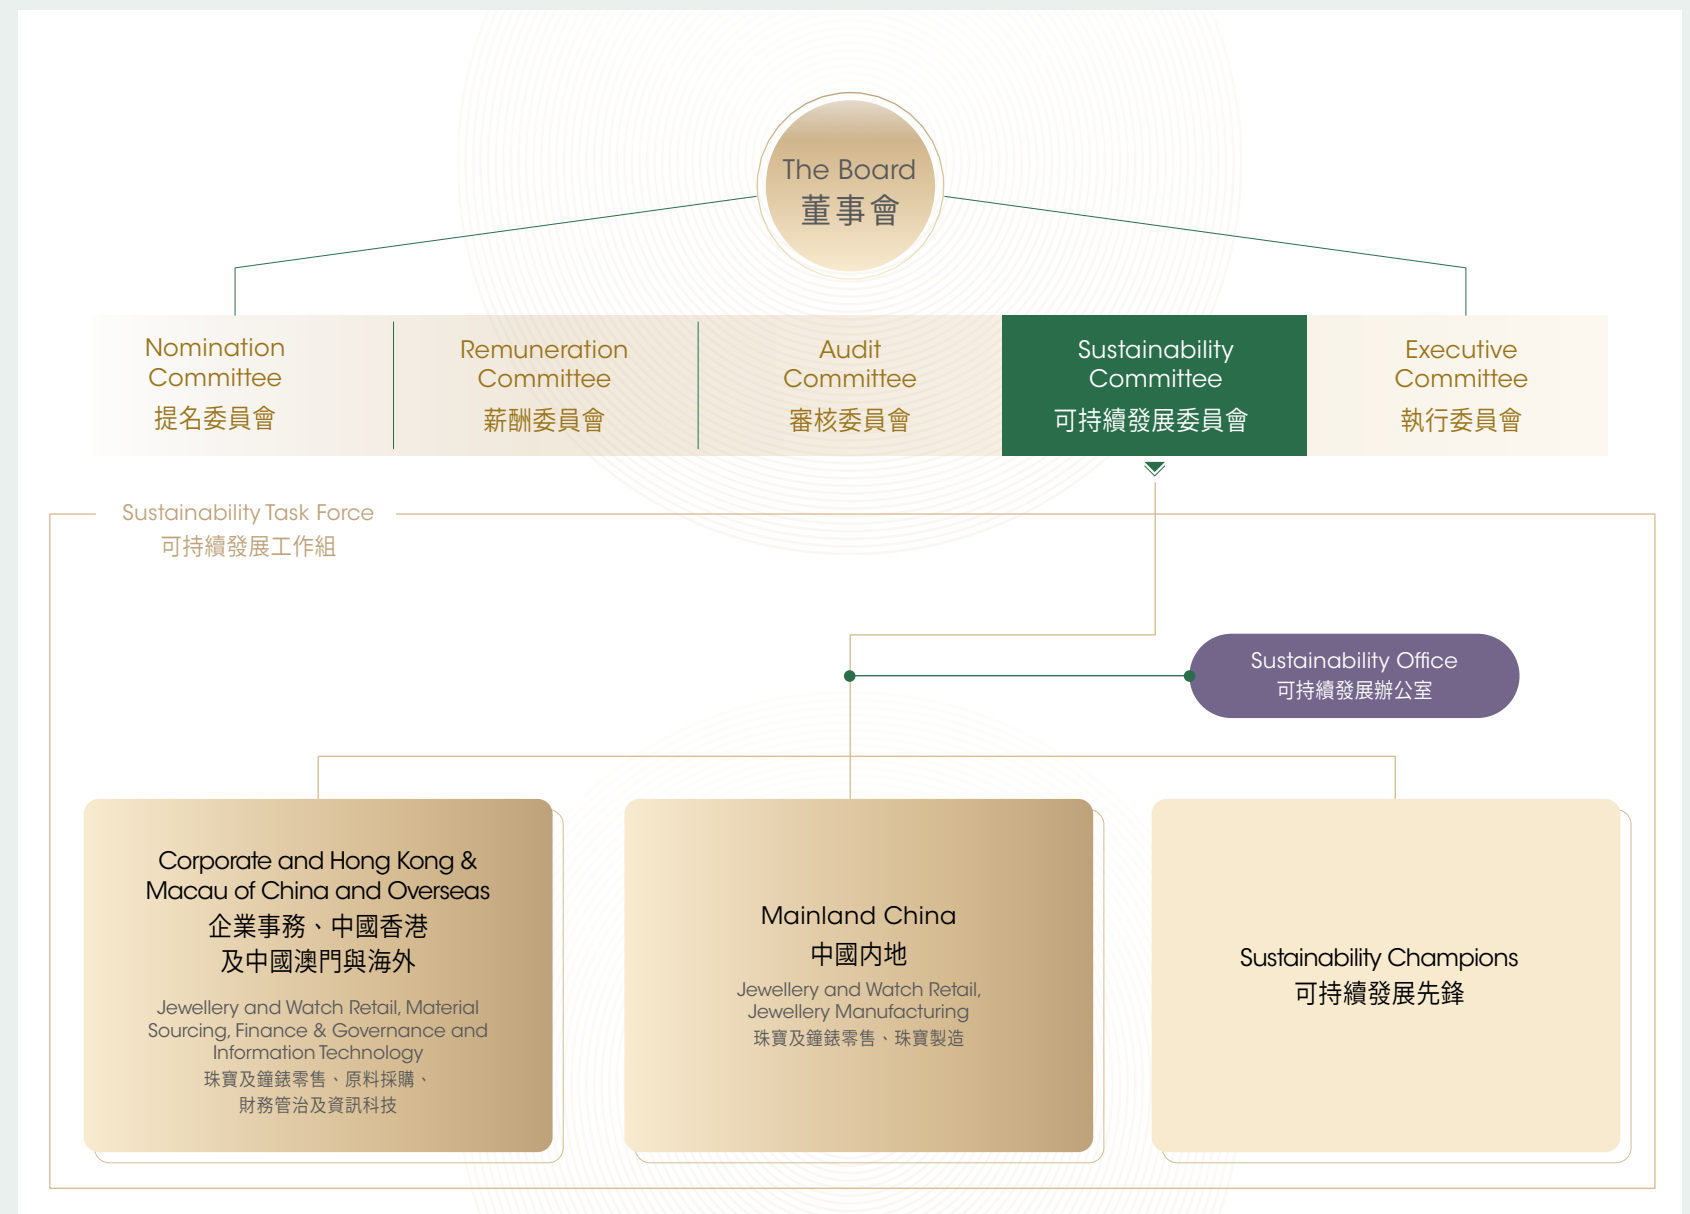 The Board
董事會
Nomination
Committee
提名委員會
Remuneration
Committee
薪酬委員會
Audit
Committee
審核委員會
Sustainability
Committee
可持續發展委員會
Executive
Committee
執行委員會
Sustainability Task Force
可持續發展工作組
Sustainability Office
可持續發展辦公室
Corporate and Hong Kong &
Macau of China and Overseas
企業事務、中國香港
及中國澳門與海外
Jewellery and Watch Retail, Material
Sourcing, Finance & Governance and
Information Technology
珠寶及鐘錶零售、原料採購、
財務管治及資訊科技
Mainland China
中國内地
Jewellery and Watch Retail,
Jewellery Manufacturing
珠寶及鐘錶零售、珠寶製造
Sustainability Champions
可持續發展先鋒